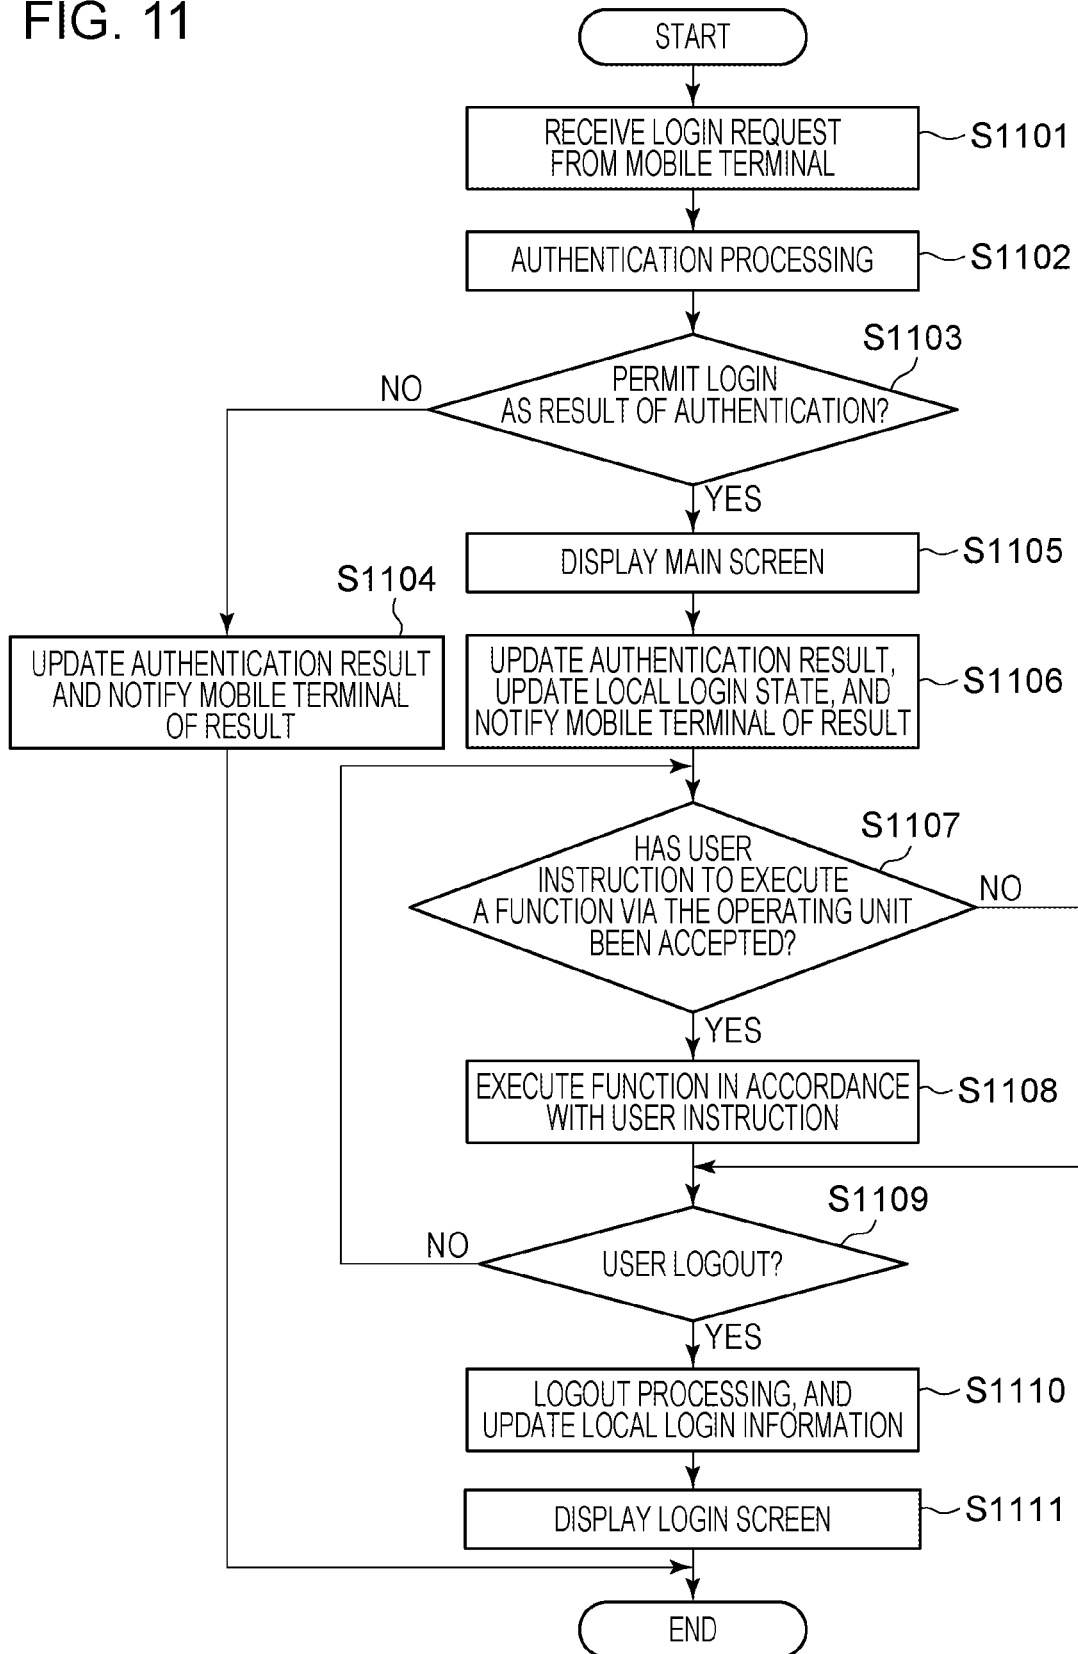 FIG. 11
START
RECEIVE LOGIN REQUEST
FROM MOBILE TERMINAL
S1101
AUTHENTICATION PROCESSING
S1102
S1103
PERMIT LOGIN
AS RESULT OF AUTHENTICATION?
NO
YES
DISPLAY MAIN SCREEN
S1105
S1104
UPDATE AUTHENTICATION RESULT
AND NOTIFY MOBILE TERMINAL
OF RESULT
UPDATE AUTHENTICATION RESULT,
UPDATE LOCAL LOGIN STATE, AND
NOTIFY MOBILE TERMINAL OF RESULT
S1106
S1107
HAS USER
INSTRUCTION TO EXECUTE
A FUNCTION VIA THE OPERATING UNIT
BEEN ACCEPTED?
NO
YES
EXECUTE FUNCTION IN ACCORDANCE
WITH USER INSTRUCTION
S1108
S1109
USER LOGOUT?
NO
YES
LOGOUT PROCESSING, AND
UPDATE LOCAL LOGIN INFORMATION
S1110
DISPLAY LOGIN SCREEN
S1111
END